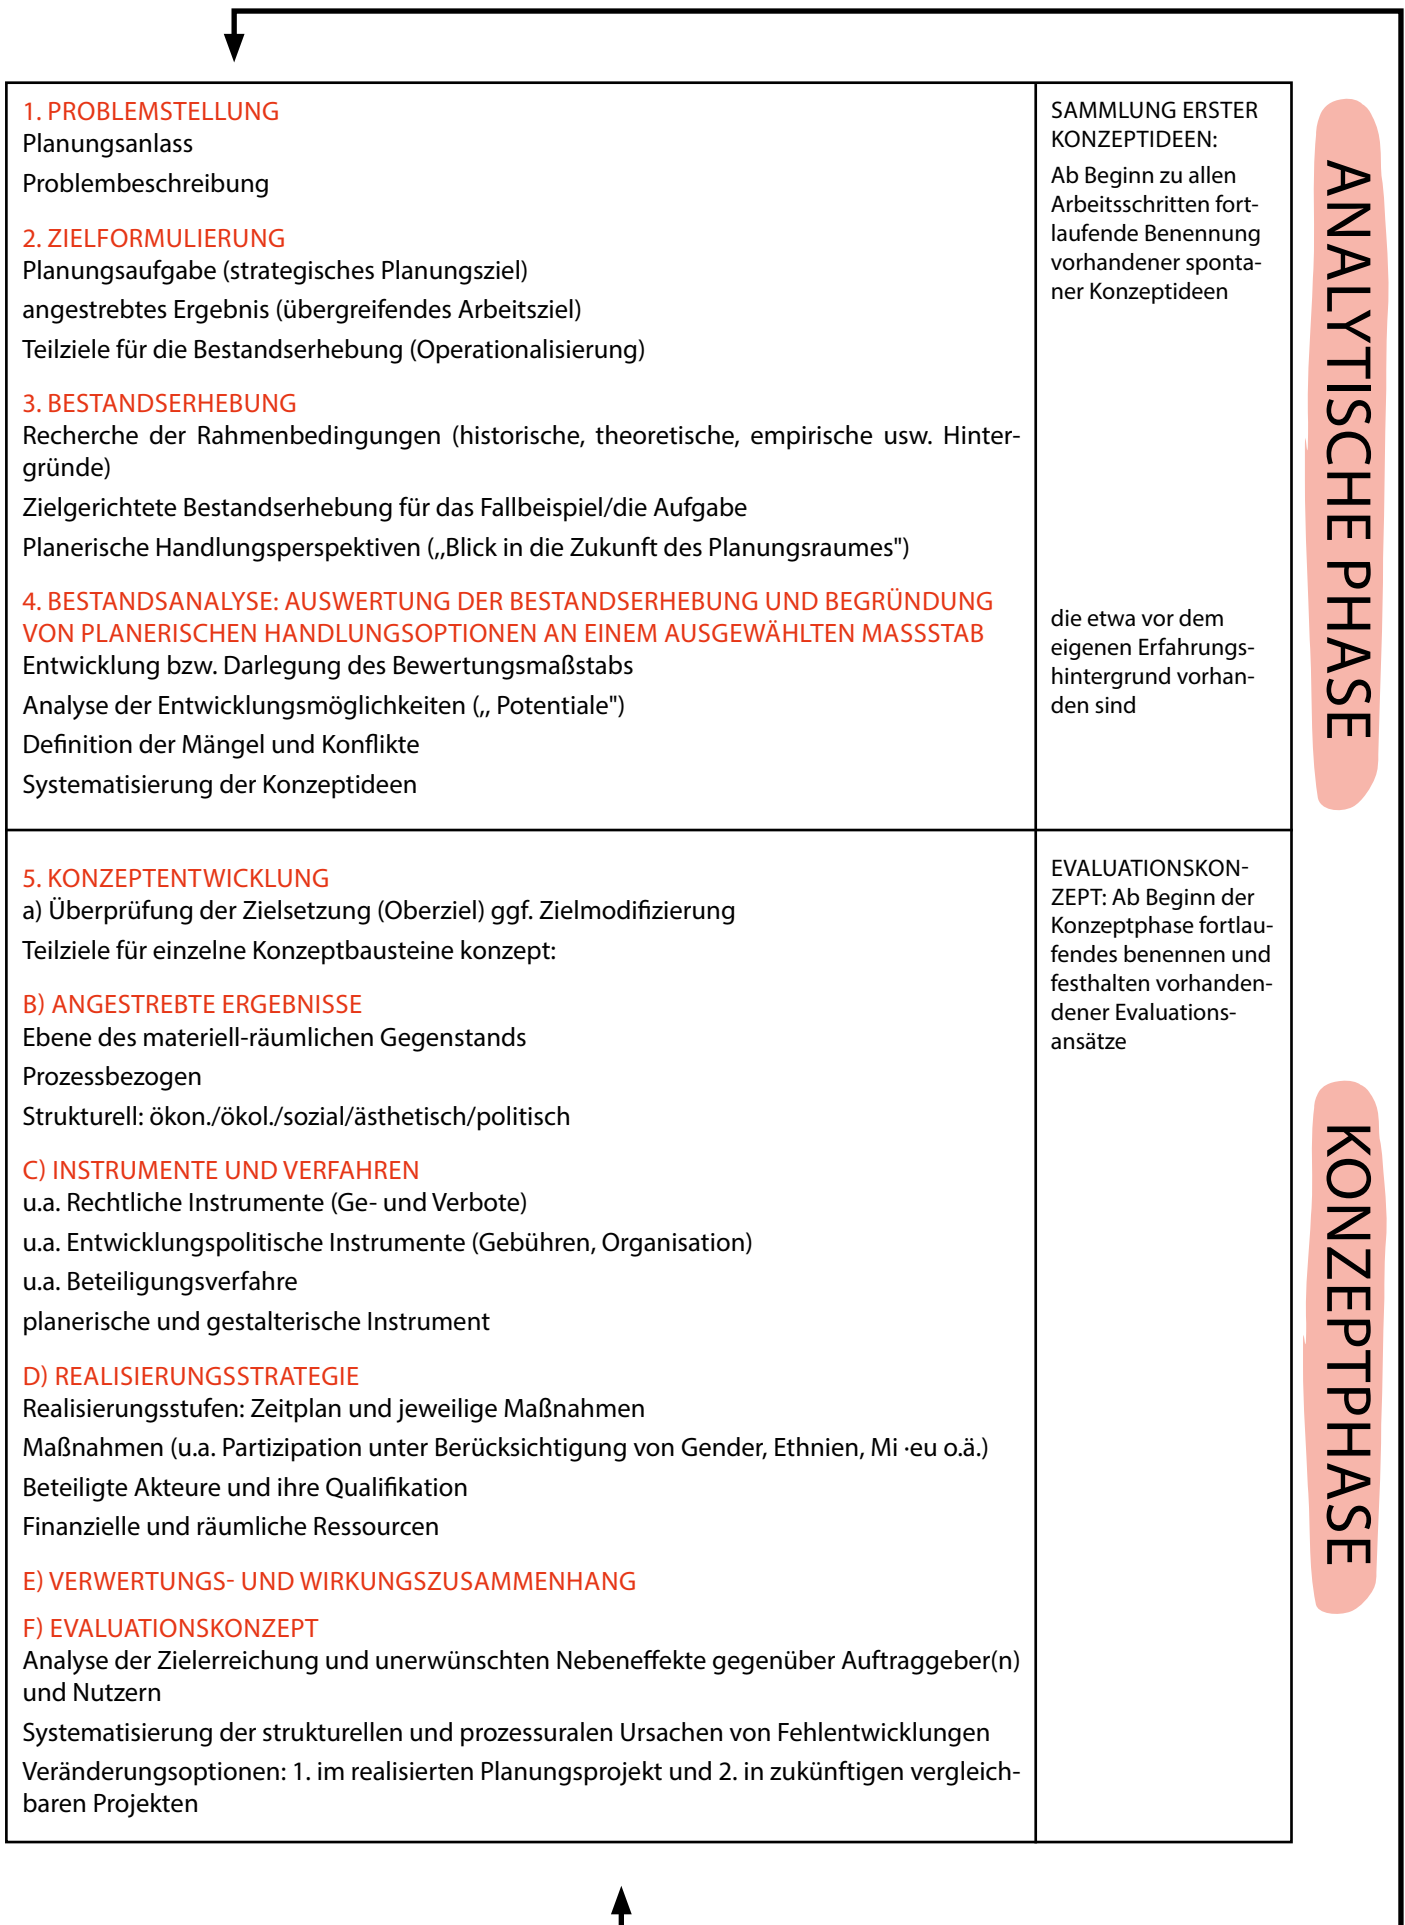 1. PROBLEMSTELLUNG
Planungsanlass
Problembeschreibung
2. ZIELFORMULIERUNG
Planungsaufgabe (strategisches Planungsziel)
angestrebtes Ergebnis (übergreifendes Arbeitsziel)
Teilziele für die Bestandserhebung (Operationalisierung)
3. BESTANDSERHEBUNG
Recherche der Rahmenbedingungen (historische, theoretische, empirische usw. Hinter-
gründe)
Zielgerichtete Bestandserhebung für das Fallbeispiel/die Aufgabe
Planerische Handlungsperspektiven (,,Blick in die Zukunft des Planungsraumes")
4. BESTANDSANALYSE: AUSWERTUNG DER BESTANDSERHEBUNG UND BEGRÜNDUNG
VON PLANERISCHEN HANDLUNGSOPTIONEN AN EINEM AUSGEWÄHLTEN MASSSTAB
Entwicklung bzw. Darlegung des Bewertungsmaßstabs
Analyse der Entwicklungsmöglichkeiten (,, Potentiale")
Definition der Mängel und Konflikte
Systematisierung der Konzeptideen
SAMMLUNG ERSTER
KONZEPTIDEEN:
Ab Beginn zu allen
Arbeitsschritten fort-
laufende Benennung
vorhandener sponta-
ner Konzeptideen
die etwa vor dem
eigenen Erfahrungs-
hintergrund vorhan-
den sind
ANALYTISCHE PHASE
5. KONZEPTENTWICKLUNG
a) Überprüfung der Zielsetzung (Oberziel) ggf. Zielmodifizierung
Teilziele für einzelne Konzeptbausteine konzept:
B) ANGESTREBTE ERGEBNISSE
Ebene des materiell-räumlichen Gegenstands
Prozessbezogen
Strukturell: ökon./ökol./sozial/ästhetisch/politisch
C) INSTRUMENTE UND VERFAHREN
u.a. Rechtliche Instrumente (Ge- und Verbote)
u.a. Entwicklungspolitische Instrumente (Gebühren, Organisation)
u.a. Beteiligungsverfahre
planerische und gestalterische Instrument
D) REALISIERUNGSSTRATEGIE
Realisierungsstufen: Zeitplan und jeweilige Maßnahmen
Maßnahmen (u.a. Partizipation unter Berücksichtigung von Gender, Ethnien, Mi ·eu o.ä.)
Beteiligte Akteure und ihre Qualifikation
Finanzielle und räumliche Ressourcen
E) VERWERTUNGS- UND WIRKUNGSZUSAMMENHANG
F) EVALUATIONSKONZEPT
Analyse der Zielerreichung und unerwünschten Nebeneffekte gegenüber Auftraggeber(n)
und Nutzern
Systematisierung der strukturellen und prozessuralen Ursachen von Fehlentwicklungen
Veränderungsoptionen: 1. im realisierten Planungsprojekt und 2. in zukünftigen vergleich-
baren Projekten
EVALUATIONSKON-
ZEPT: Ab Beginn der
Konzeptphase fortlau-
fendes benennen und
festhalten vorhanden-
dener Evaluations-
ansätze
KONZEPTPHASE